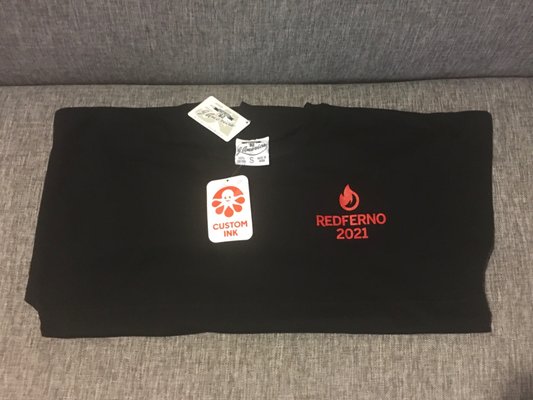 S
CUSTOM
INK
REDFERNO
2021